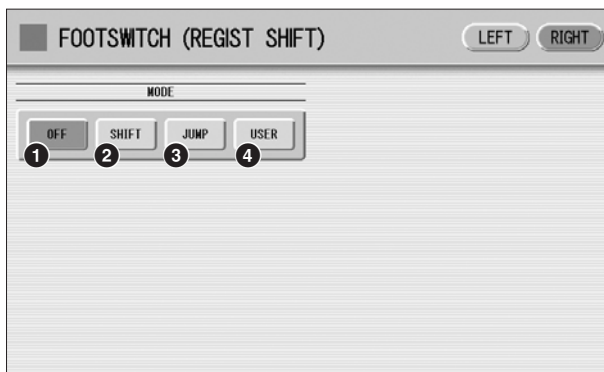 FOOTSWITCH (REGIST SHIFT) LEFT RIGHT
MODE
OFF SHIFT JUMP USER
1 2 3 4